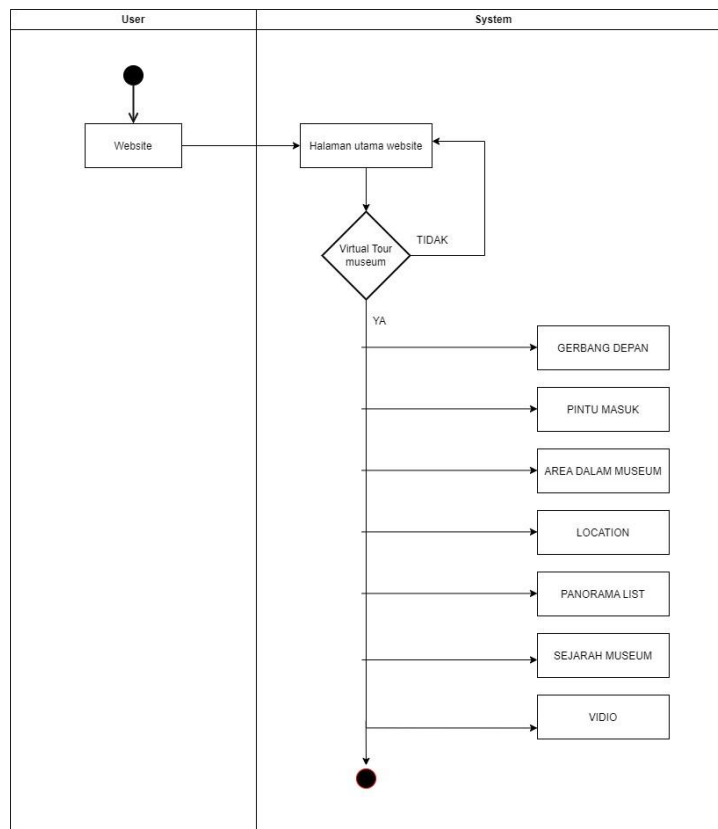 User
System
Website
Halaman utama website
Virtual Tour
museum
TIDAK
YA
GERBANG DEPAN
PINTU MASUK
AREA DALAM MUSEUM
LOCATION
PANORAMA LIST
SEJARAH MUSEUM
VIDIO